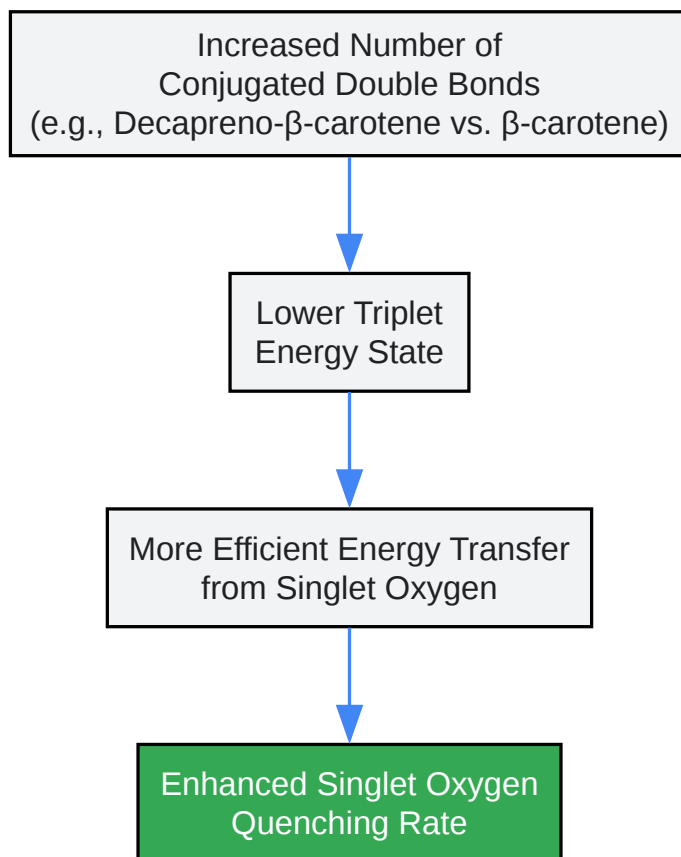 Increased Number of
Conjugated Double Bonds
(e.g., Decapreno-β-carotene vs. β-carotene)
Lower Triplet
Energy State
More Efficient Energy Transfer
from Singlet Oxygen
Enhanced Singlet Oxygen
Quenching Rate